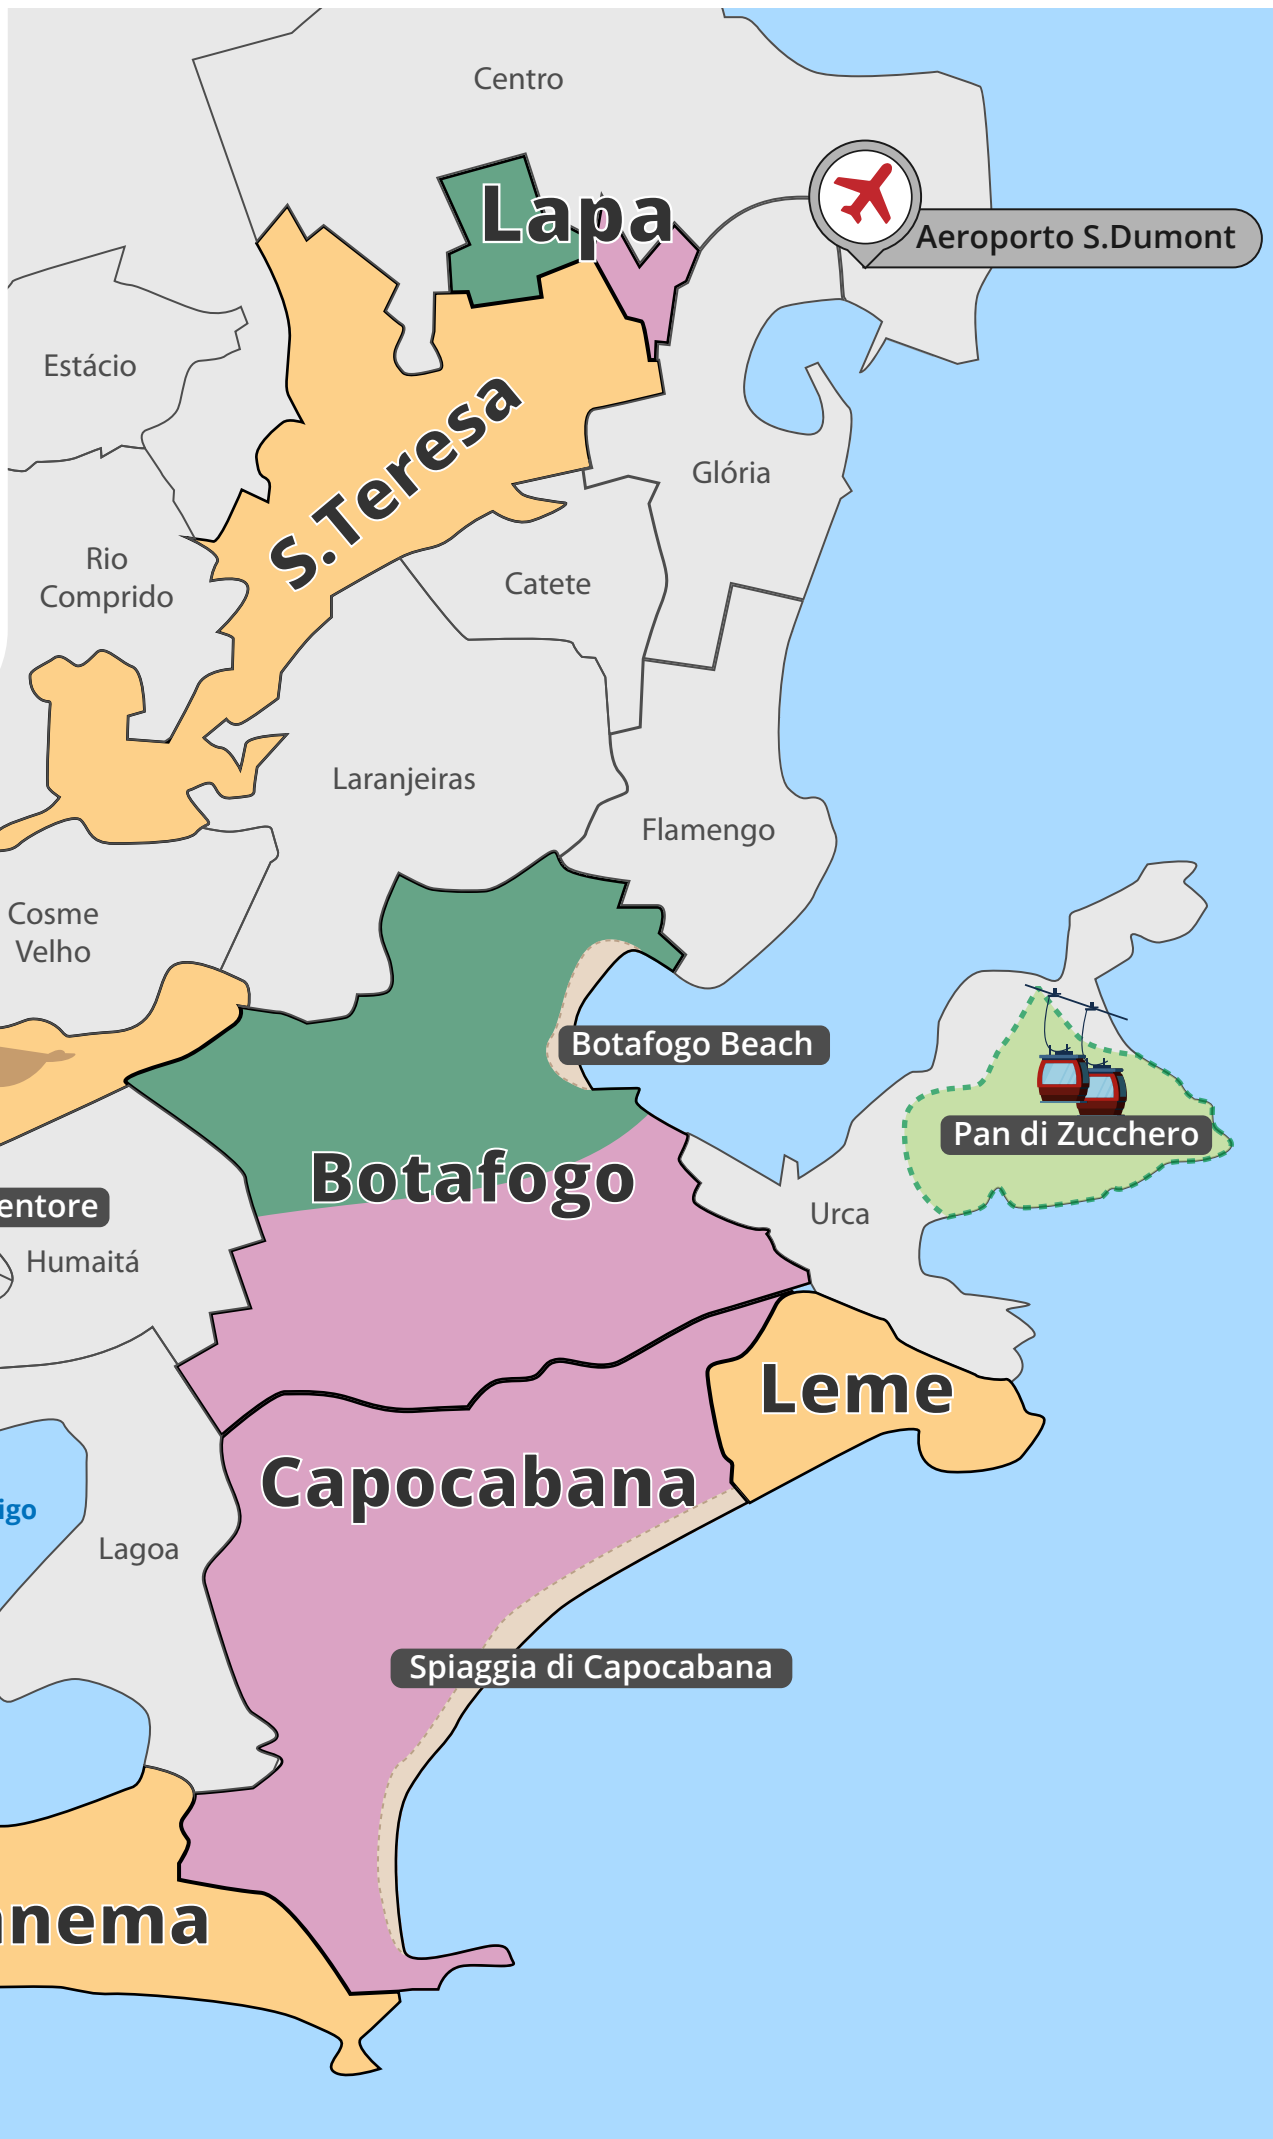 Centro
Lapa
Aeroporto S.Dumont
Estácio
S.Teresa
Glória
Rio
Comprido
Catete
Laranjeiras
Flamengo
Cosme
Velho
Botafogo Beach
Pan di Zucchero
Botafogo
entore
Urca
Humaitá
Leme
Capocabana
igo
Lagoa
Spiaggia di Capocabana
nema